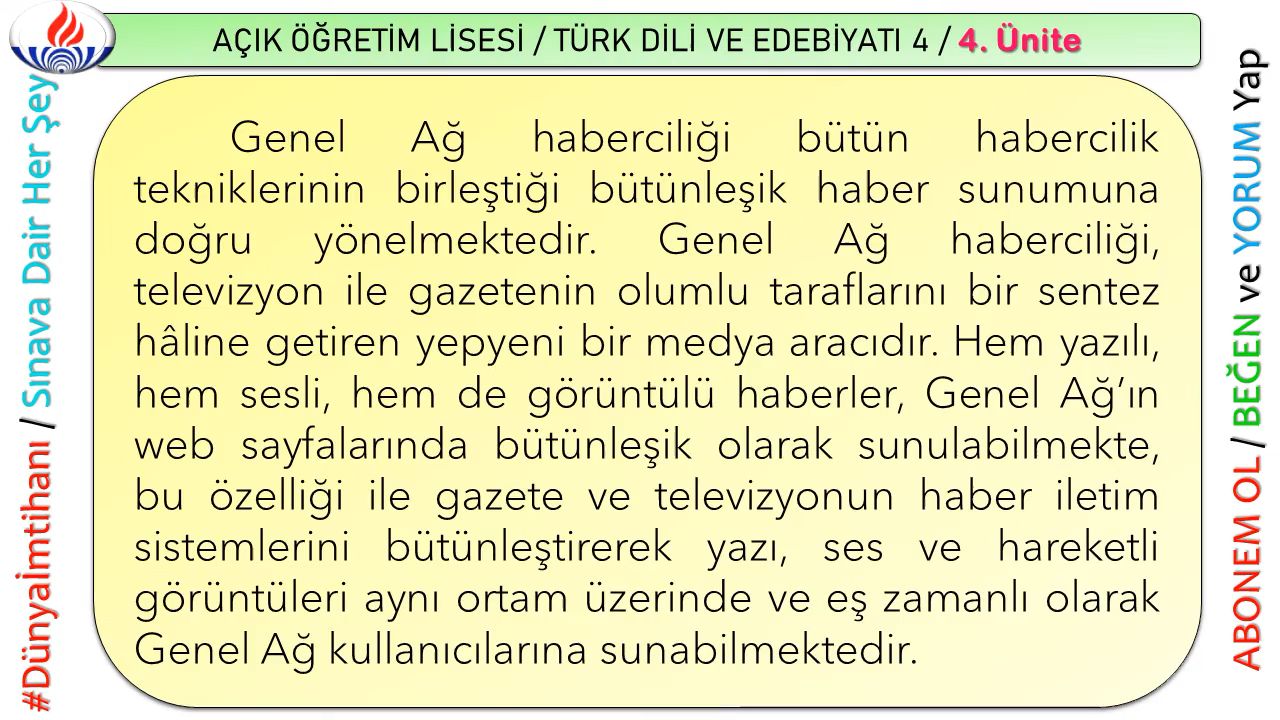 AÇIK ÖĞRETİM LİSESİ / TÜRK DİLİ VE EDEBİYATI 4 / 4. Ünite
#Dünyaİmtihanı / Sınava Dair Her Şey
Genel Ağ haberciliği bütün habercilik
tekniklerinin birleştiği bütünleşik haber sunumuna
doğru yönelmektedir. Genel Ağ haberciliği,
televizyon ile gazetenin olumlu taraflarını bir sentez
hâline getiren yepyeni bir medya aracıdır. Hem yazılı,
hem sesli, hem de görüntülü haberler, Genel Ağ’ın
web sayfalarında bütünleşik olarak sunulabilmekte,
bu özelliği ile gazete ve televizyonun haber iletim
sistemlerini bütünleştirerek yazı, ses ve hareketli
görüntüleri aynı ortam üzerinde ve eş zamanlı olarak
Genel Ağ kullanıcılarına sunabilmektedir.
ABONEM OL / BEĞEN ve YORUM Yap